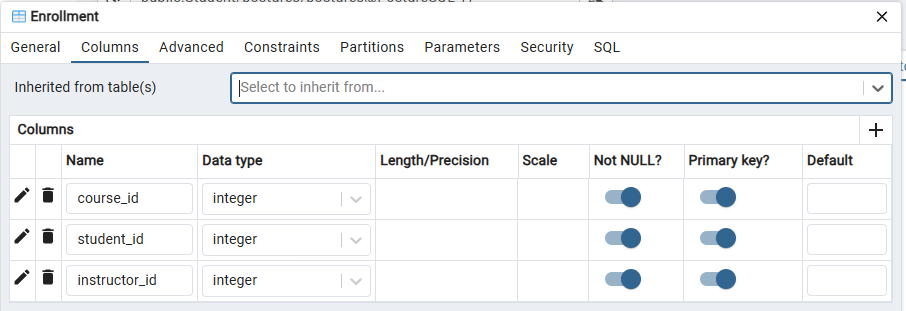 Enrollment
General Columns Advanced Constraints Partitions Parameters Security SQL
Inherited from table(s) Select to inherit from...
Columns
Name Data type Length/Precision Scale Not NULL? Primary key? Default
course_id integer
student_id integer
instructor_id integer